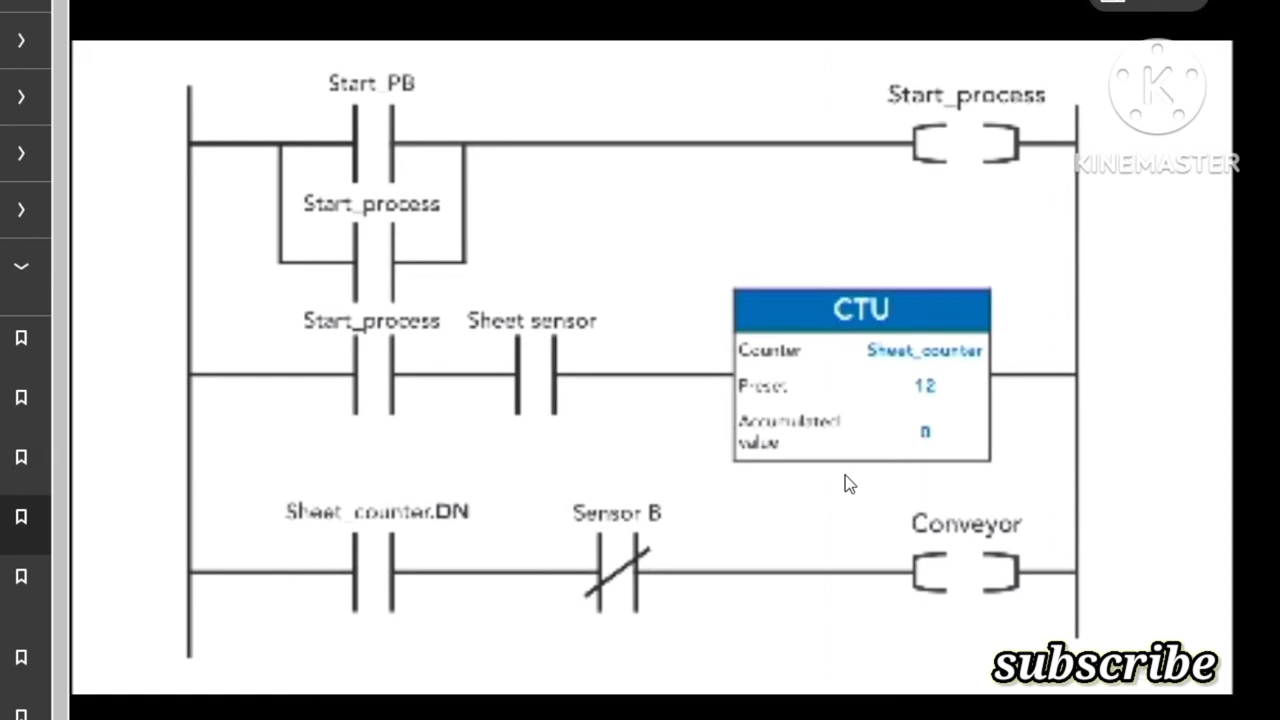 Start_PB
Start_process
KINEMASTER
Start_process
Start_process
Sheet sensor
CTU
Counter Sheet_counter
Preset 12
Accumulated
value 0
Sheet_counter.DN
Sensor B
Conveyor
subscribe